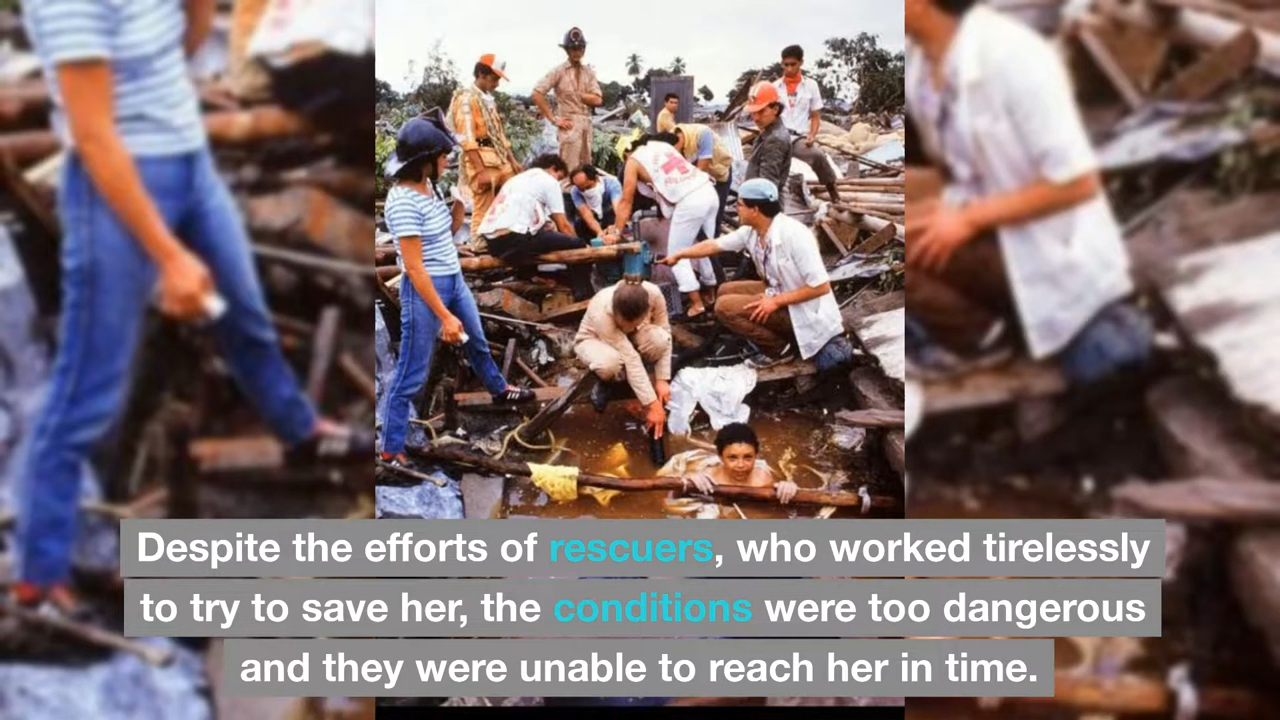 Despite the efforts of rescuers, who worked tirelessly
to try to save her, the conditions were too dangerous
and they were unable to reach her in time.